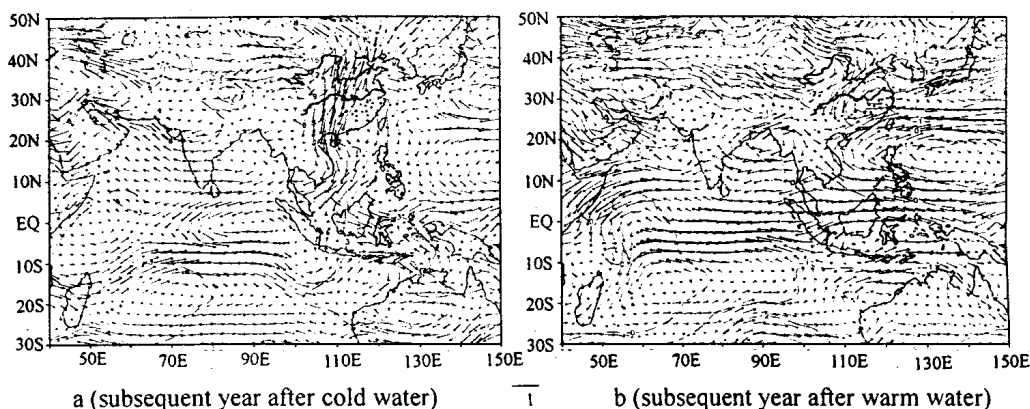 50N
40N
30N
20N
10N
EQ
10S
20S
30S
50E 70E 90E 110E 130E 150E
a (subsequent year after cold water)
50N
40N
30N
20N
10N
EQ
10S
20S
30S
50E 70E 90E 110E 130E 150E
b (subsequent year after warm water)